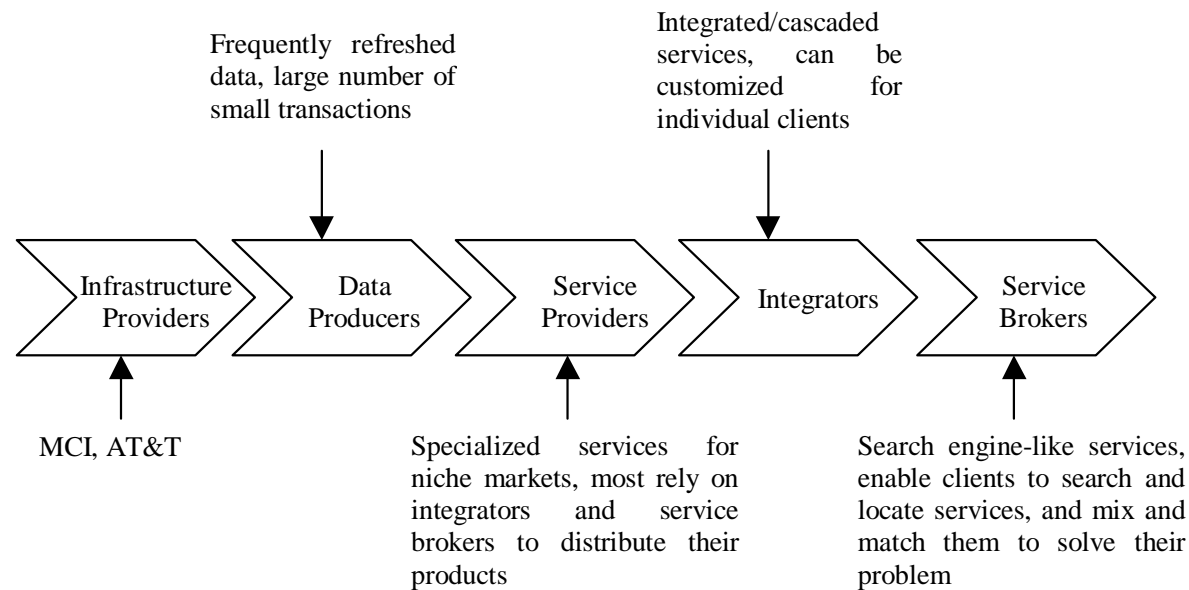 Frequently refreshed
data, large number of
small transactions
Integrated/cascaded
services, can be
customized for
individual clients
Infrastructure
Providers
Data
Producers
Service
Providers
Integrators
Service
Brokers
MCI, AT&T
Specialized services for
niche markets, most rely on
integrators and service
brokers to distribute their
products
Search engine-like services,
enable clients to search and
locate services, and mix and
match them to solve their
problem